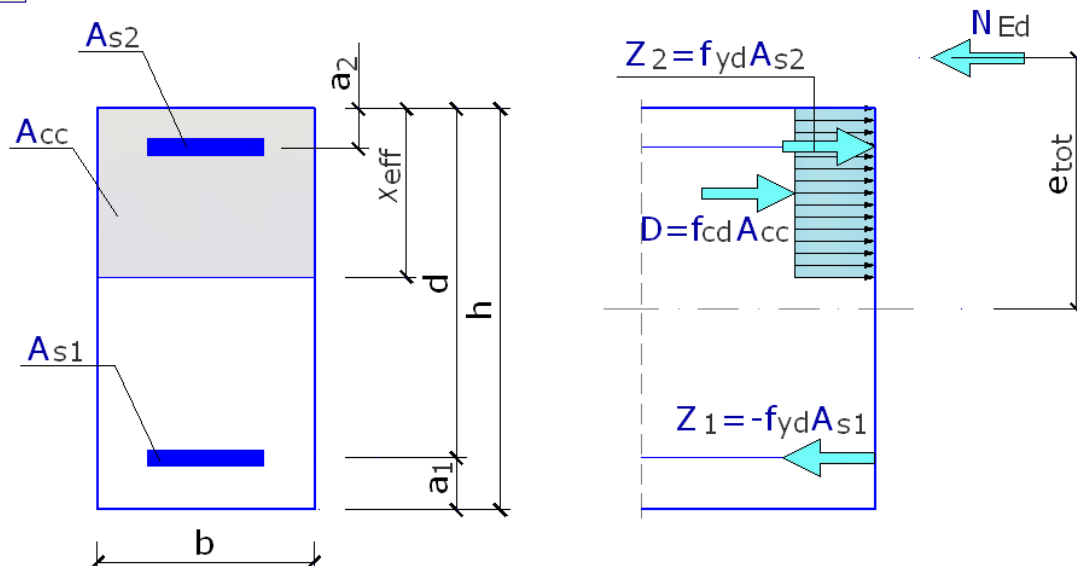 As2
a2
Acc
xeff
d
h
As1
a1
b
NEd
Z2=fydAs2
etot
D=fcdAcc
Z1=-fydAs1